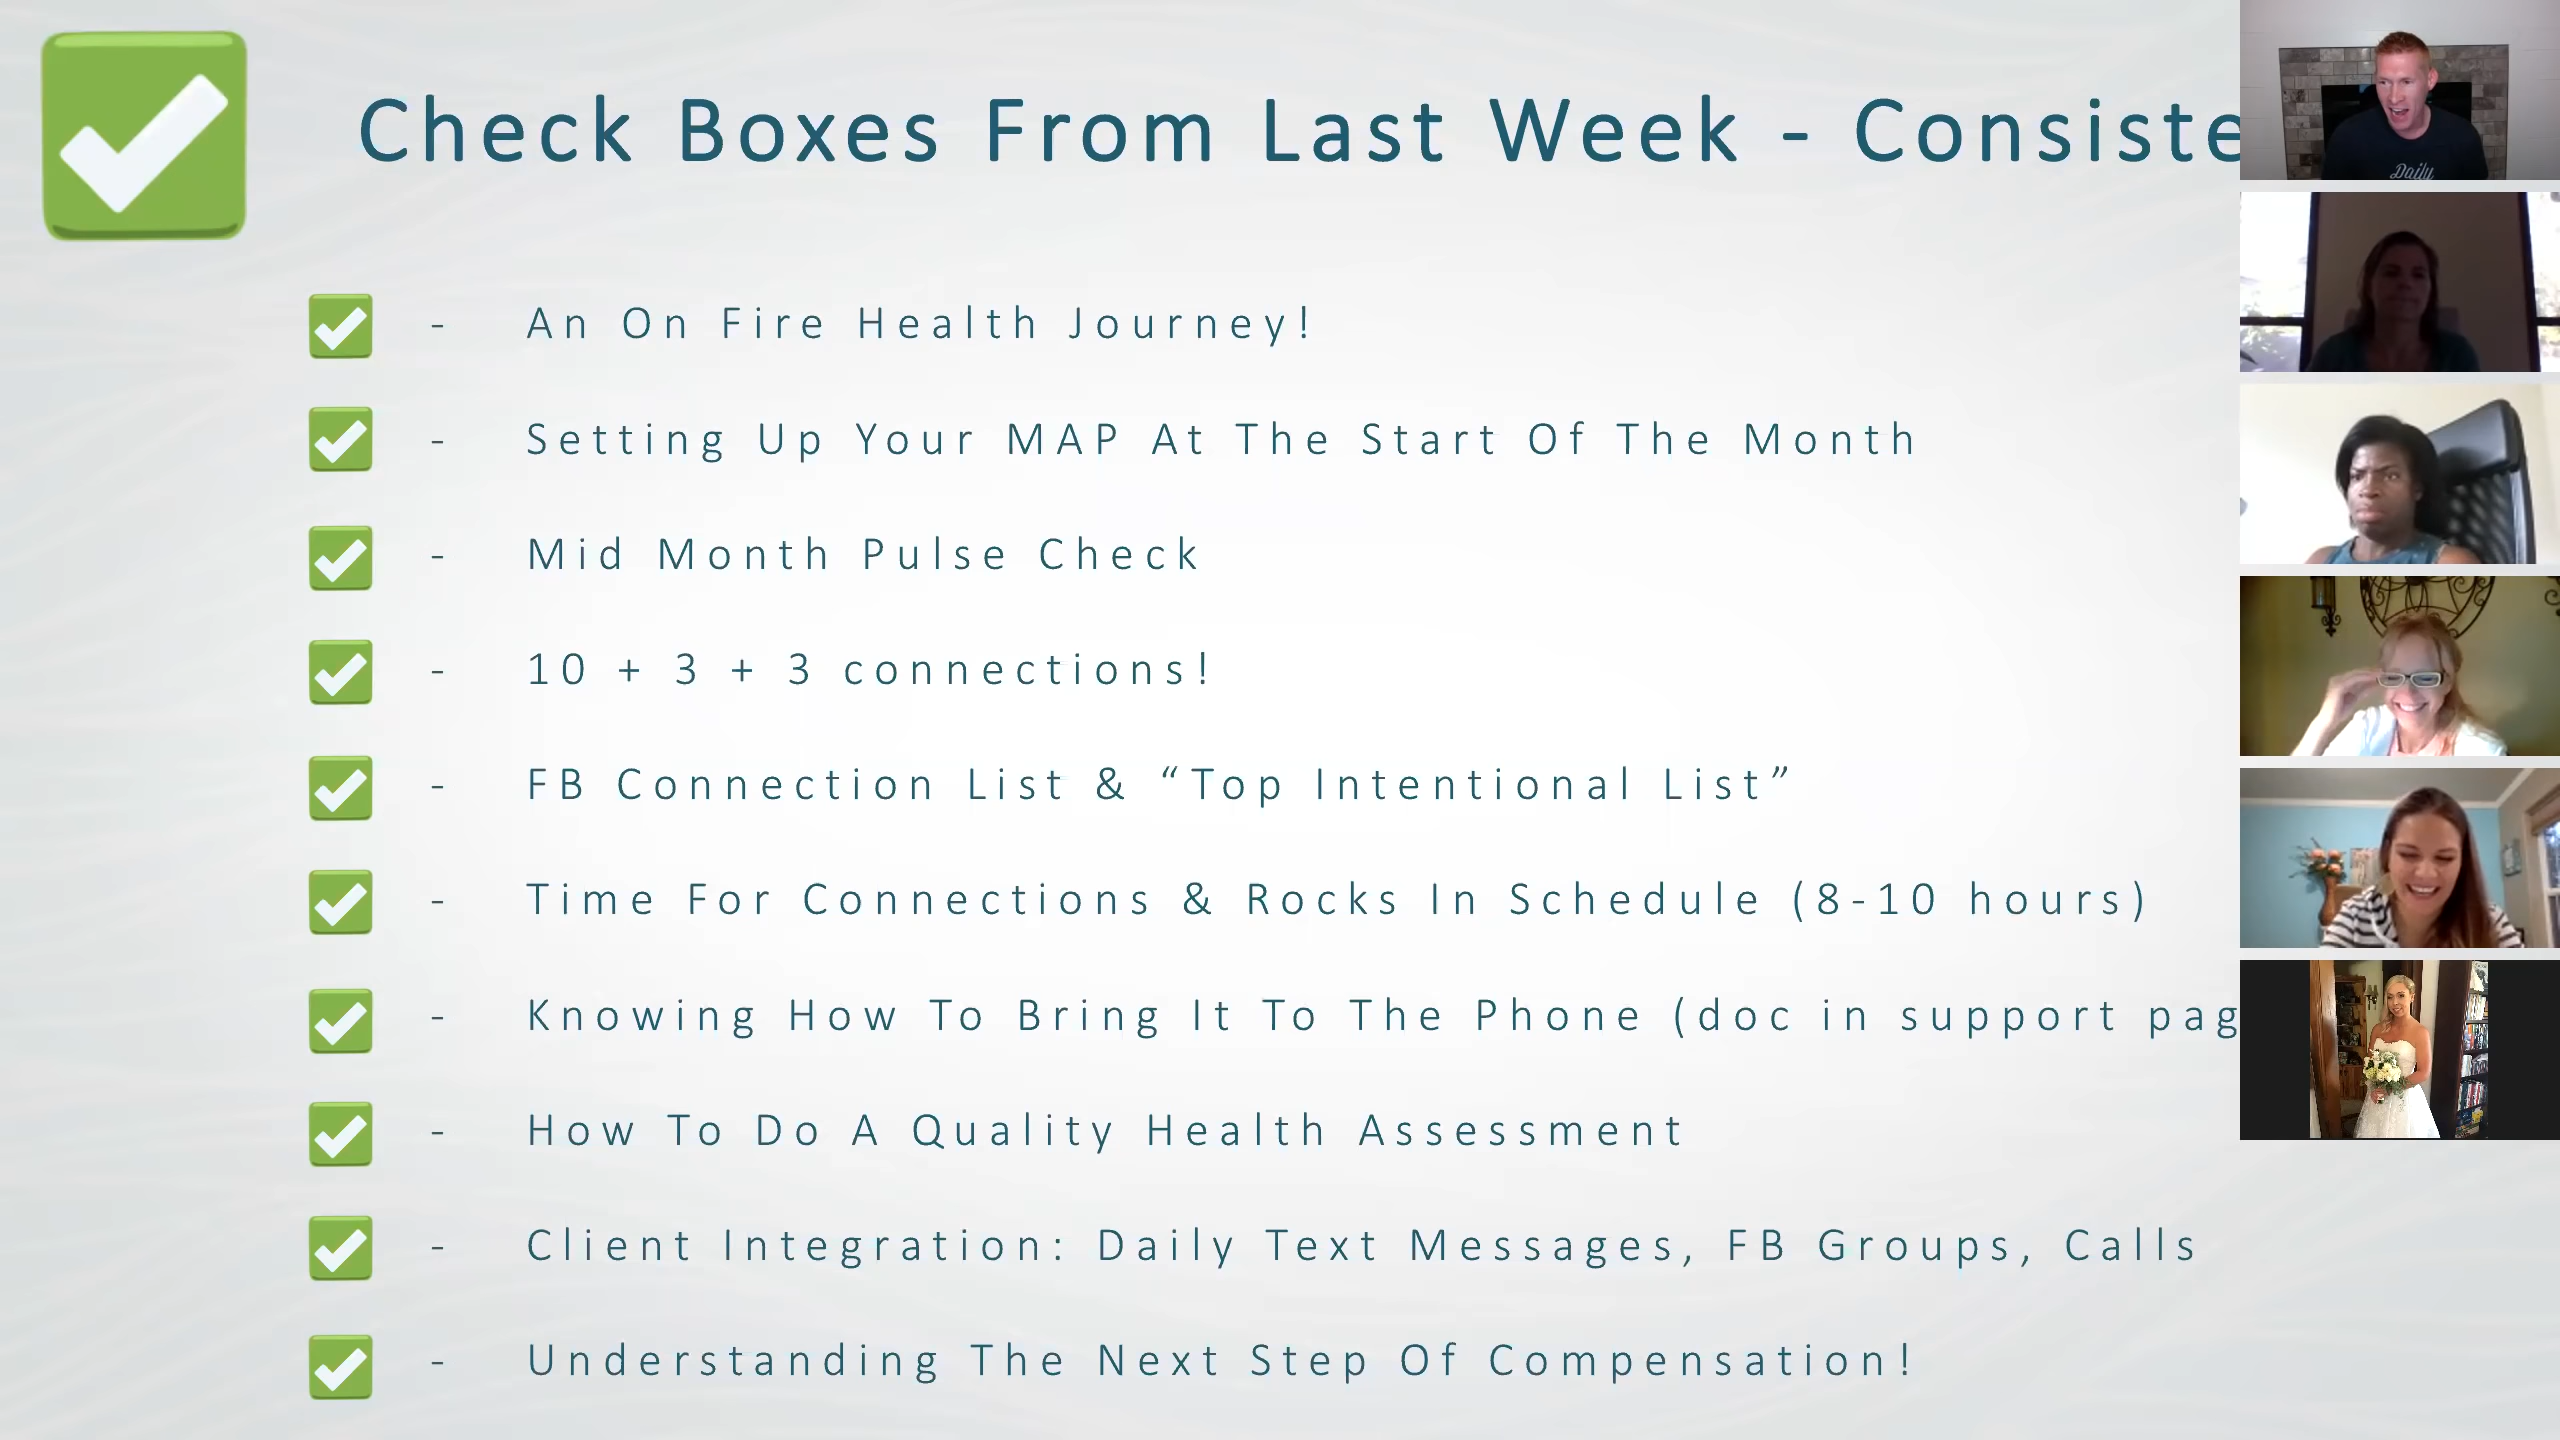 Check Boxes From Last Week - Consiste
- An On Fire Health Journey!
- Setting Up Your MAP At The Start Of The Month
- Mid Month Pulse Check
- 10 + 3 + 3 connections!
- FB Connection List & “Top Intentional List”
- Time For Connections & Rocks In Schedule (8-10 hours)
- Knowing How To Bring It To The Phone (doc in support pag
- How To Do A Quality Health Assessment
- Client Integration: Daily Text Messages, FB Groups, Calls
- Understanding The Next Step Of Compensation!
Daily